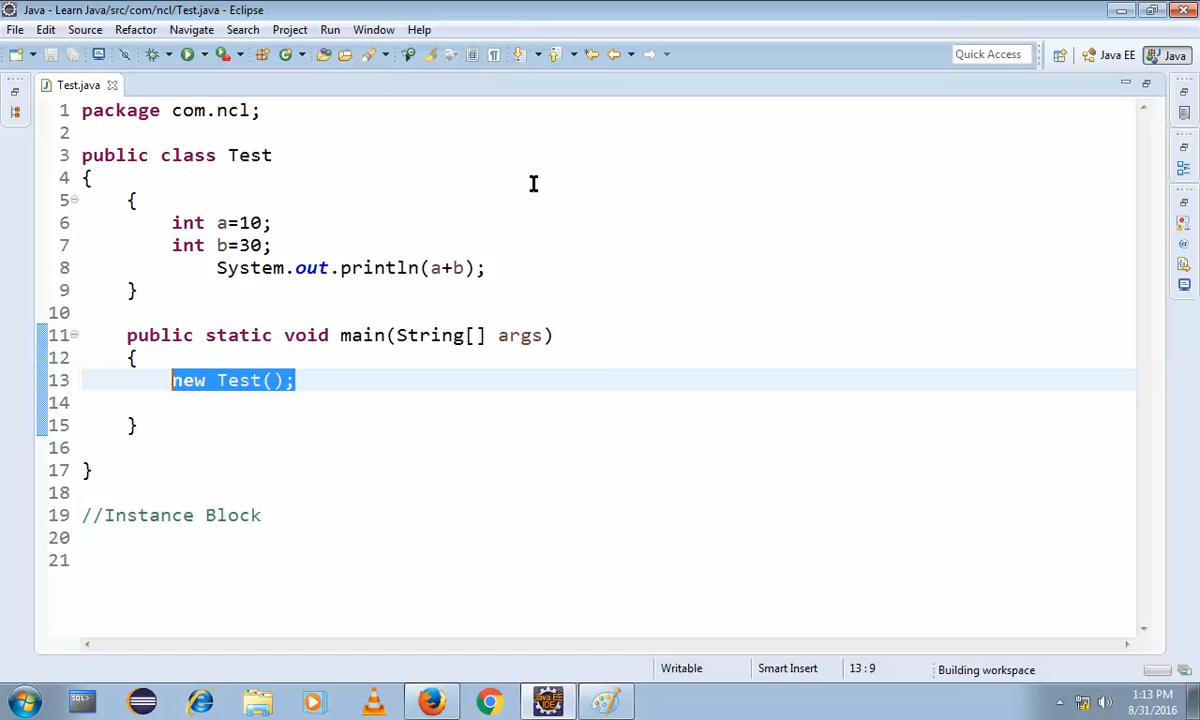 Java - Learn Java/src/com/ncl/Test.java - Eclipse
File Edit Source Refactor Navigate Search Project Run Window Help
Quick Access Java EE Java
Test.java
1 package com.ncl;
2
3 public class Test
4 {
5 {
6 int a=10;
7 int b=30;
8 System.out.println(a+b);
9 }
10
11 public static void main(String[] args)
12 {
13 new Test();
14
15 }
16
17 }
18
19 //Instance Block
20
21
Writable Smart Insert 13:9 Building workspace
SQL> Java EE IDE 1:13 PM
8/31/2016